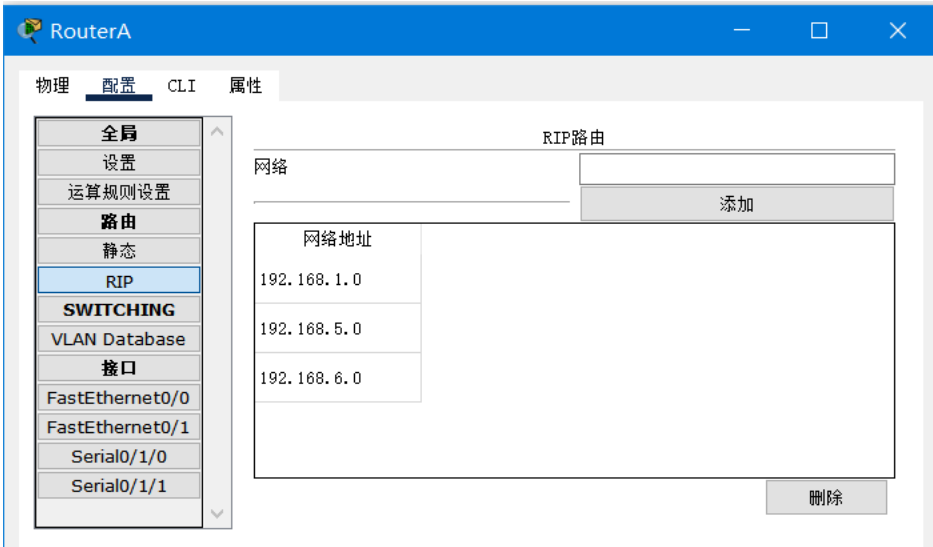 RouterA
物理 配置 CLI 属性
全局
设置
运算规则设置
路由
静态
RIP
SWITCHING
VLAN Database
接口
FastEthernet0/0
FastEthernet0/1
Serial0/1/0
Serial0/1/1
RIP路由
网络
添加
网络地址
192.168.1.0
192.168.5.0
192.168.6.0
删除